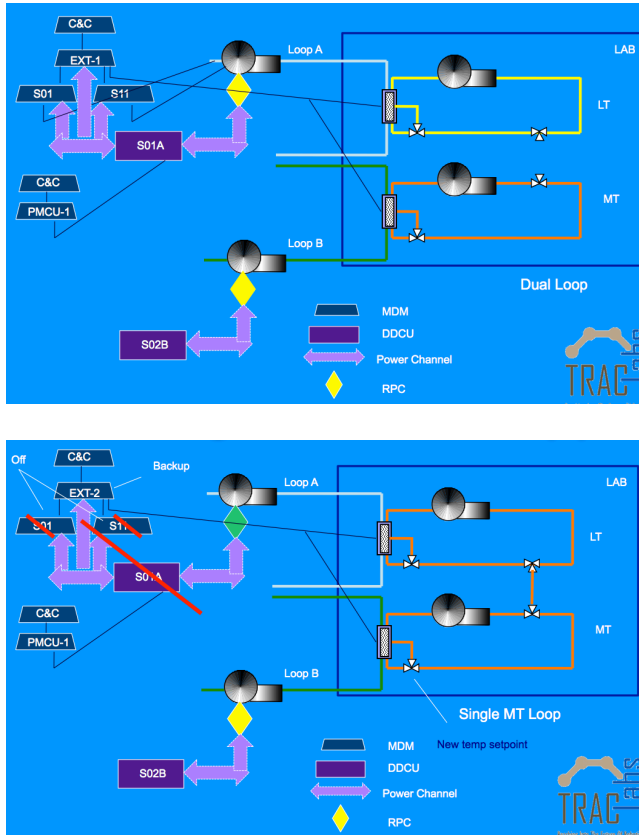 C&C
Loop A
LAB
EXT-1
S01
S11
LT
S01A
C&C
MT
PMCU-1
Loop B
Dual Loop
MDM
S02B
DDCU
Power Channel
TRAC
RPC
Off
C&C
Backup
EXT-2
Loop A
LAB
S01
S11
LT
S01A
C&C
PMCU-1
MT
Loop B
Single MT Loop
MDM
New temp setpoint
S02B
DDCU
Power Channel
TRAC
labs
RPC